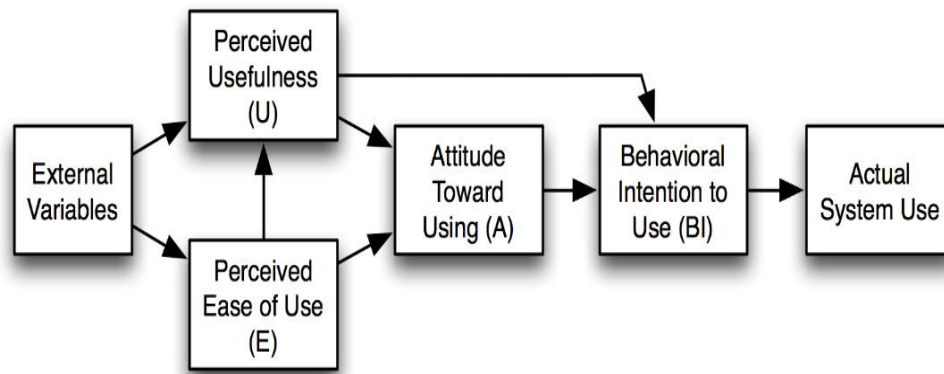 External
Variables
Perceived
Usefulness
(U)
Perceived
Ease of Use
(E)
Attitude
Toward
Using (A)
Behavioral
Intention to
Use (BI)
Actual
System Use